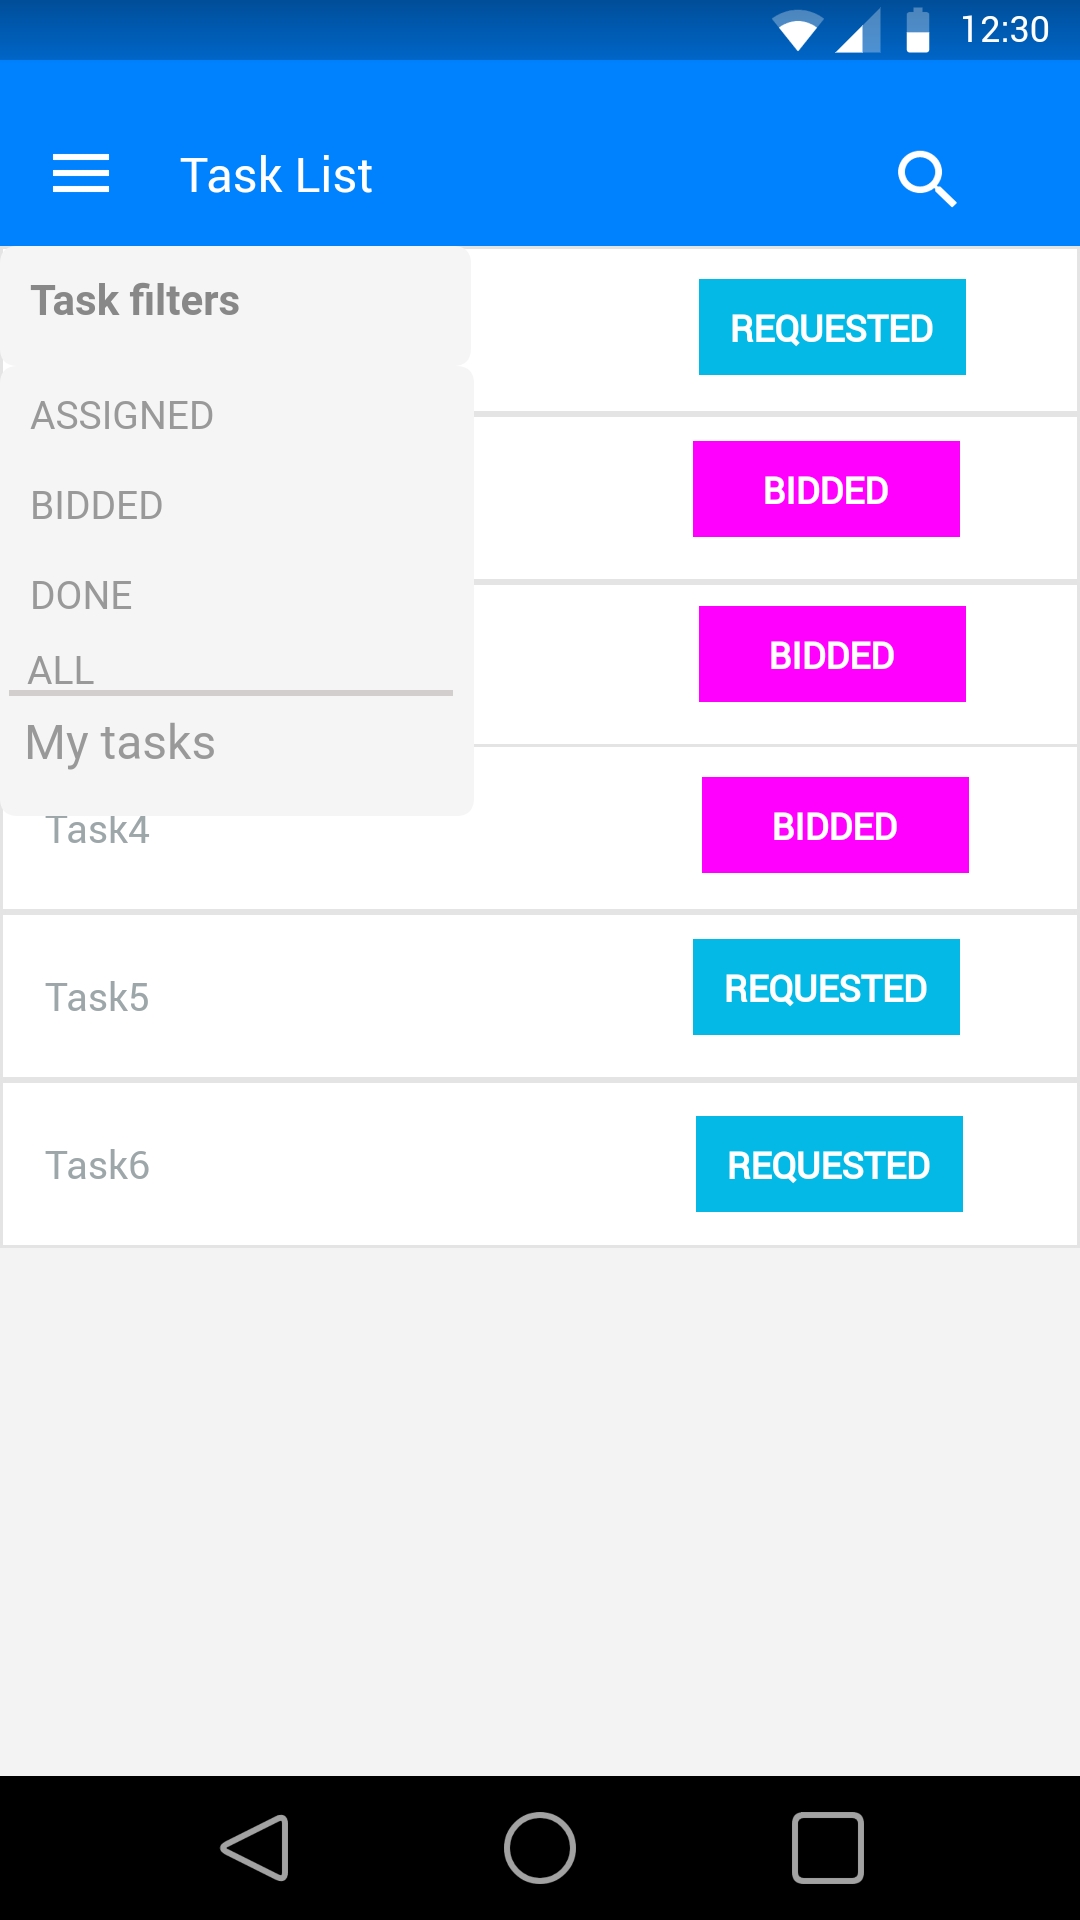 12:30
Task List
Task filters
REQUESTED
ASSIGNED
BIDDED
BIDDED
DONE
BIDDED
ALL
My tasks
Task4
BIDDED
Task5
REQUESTED
Task6
REQUESTED